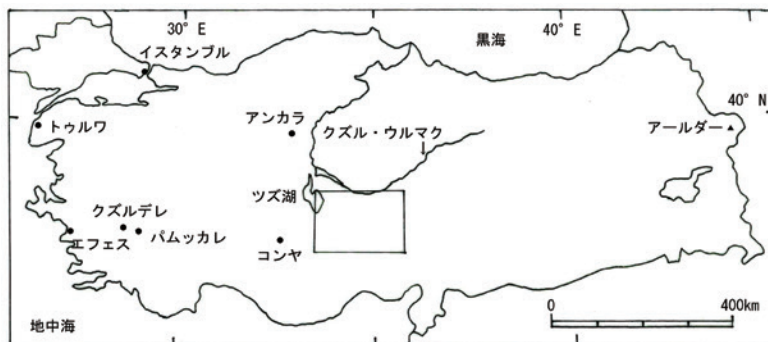 30° E
40° E
黒海
イスタンブル
40° N
トゥルワ
アンカラ
クズル・ウルマク
アールダー
ツズ湖
クズルデレ
エフェス
パムッカレ
コンヤ
地中海
0
400km